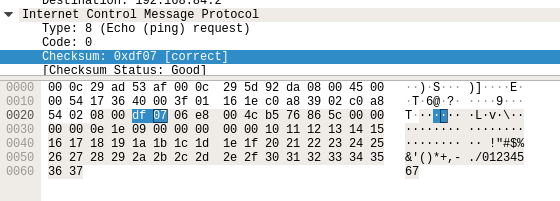 Destination: 192.168.84.2
Internet Control Message Protocol
Type: 8 (Echo (ping) request)
Code: 0
Checksum: 0xdf07 [correct]
[Checksum Status: Good]
0000 00 0c 29 ad 53 af 00 0c 29 5d 92 da 08 00 45 00 ··)·S··· )]····E·
0010 00 54 17 36 40 00 3f 01 16 1e c0 a8 39 02 c0 a8 ·T·6@·?· ····9···
0020 54 02 08 00 df 07 06 e8 00 4c b5 76 86 5c 00 00 T······· ·L·v·\··
0030 00 00 0e 1e 09 00 00 00 00 00 10 11 12 13 14 15 ········ ········
0040 16 17 18 19 1a 1b 1c 1d 1e 1f 20 21 22 23 24 25 ········ ·· !"#$%
0050 26 27 28 29 2a 2b 2c 2d 2e 2f 30 31 32 33 34 35 &'()*+,- ./012345
0060 36 37 67